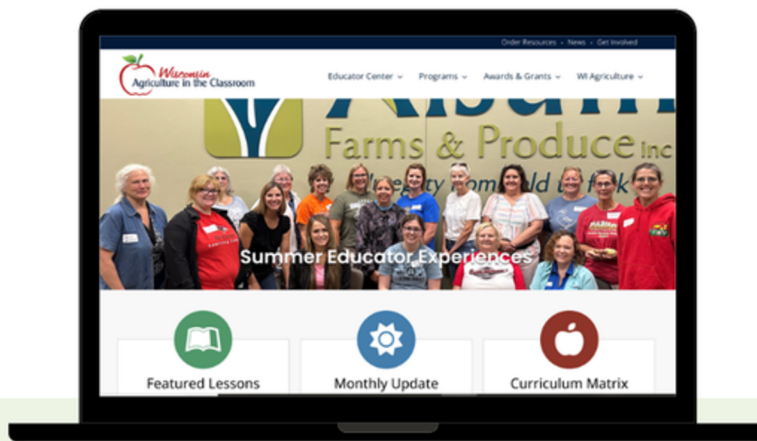 Order Resources • News • Get Involved
Wisconsin
Agriculture in the Classroom
Educator Center Programs Awards & Grants WI Agriculture
Farms & Produce Inc
Summer Educator Experiences
Featured Lessons Monthly Update Curriculum Matrix